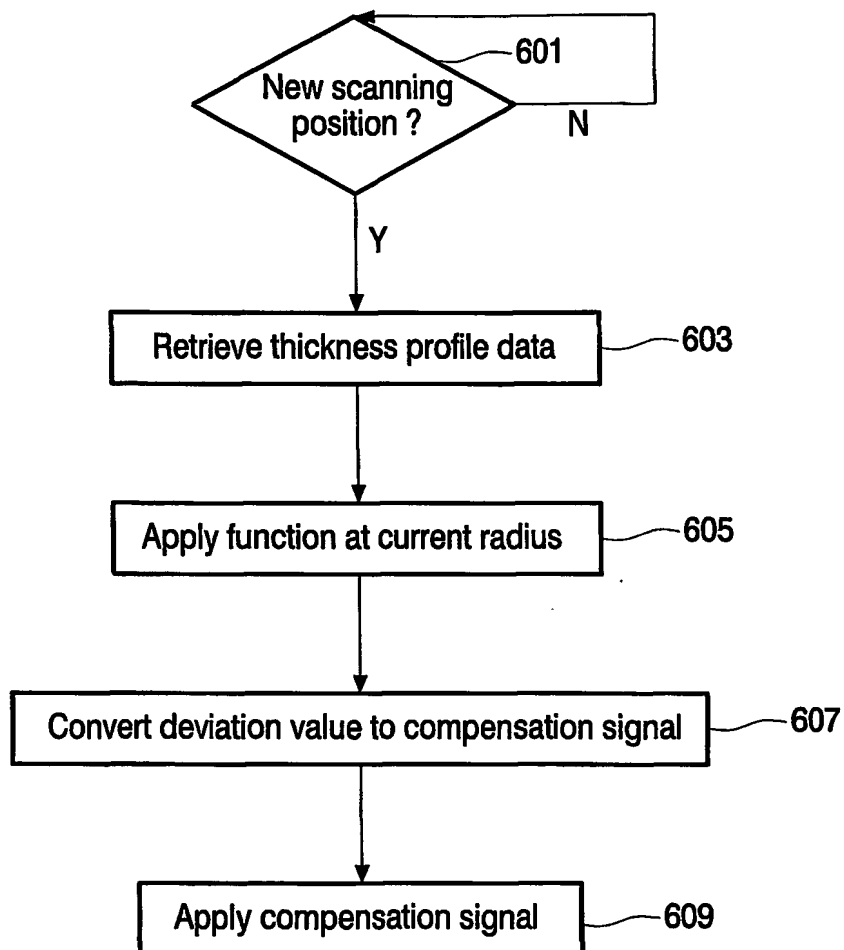 601
New scanning
position ?
N
Y
Retrieve thickness profile data
603
Apply function at current radius
605
Convert deviation value to compensation signal
607
Apply compensation signal
609